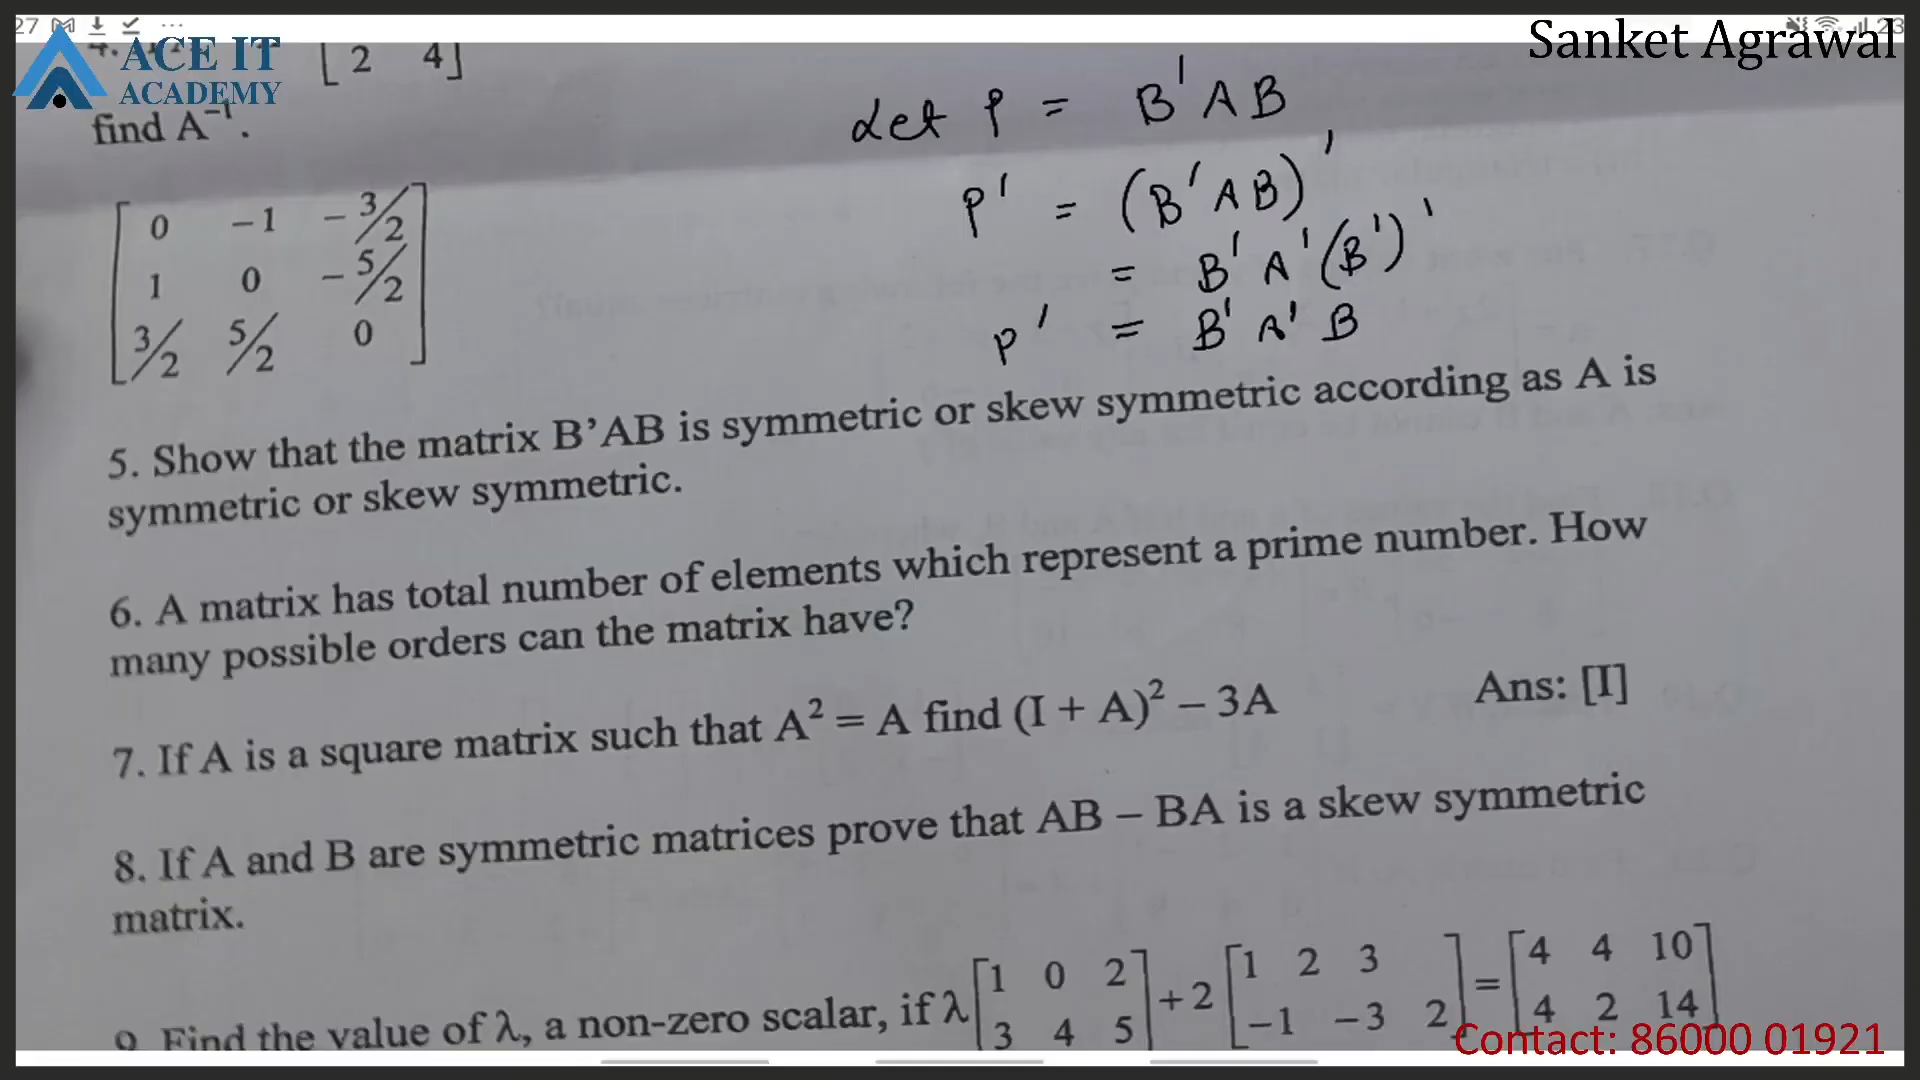 27
ACE IT
ACADEMY
Sanket Agrawal
[ 2 4 ]
find A⁻¹.
Let P = B'AB
P' = (B'AB)'
= B'A'(B')'
P' = B'A'B
0 -1 -3/2
1 0 -5/2
3/2 5/2 0
5. Show that the matrix B’AB is symmetric or skew symmetric according as A is
symmetric or skew symmetric.
6. A matrix has total number of elements which represent a prime number. How
many possible orders can the matrix have?
7. If A is a square matrix such that A² = A find (I + A)² – 3A Ans: [I]
8. If A and B are symmetric matrices prove that AB – BA is a skew symmetric
matrix.
9. Find the value of λ, a non-zero scalar, if λ [1 0 2 +2 [1 2 3 = [4 4 10
3 4 5] -1 -3 2] 4 2 14]
Contact: 86000 01921